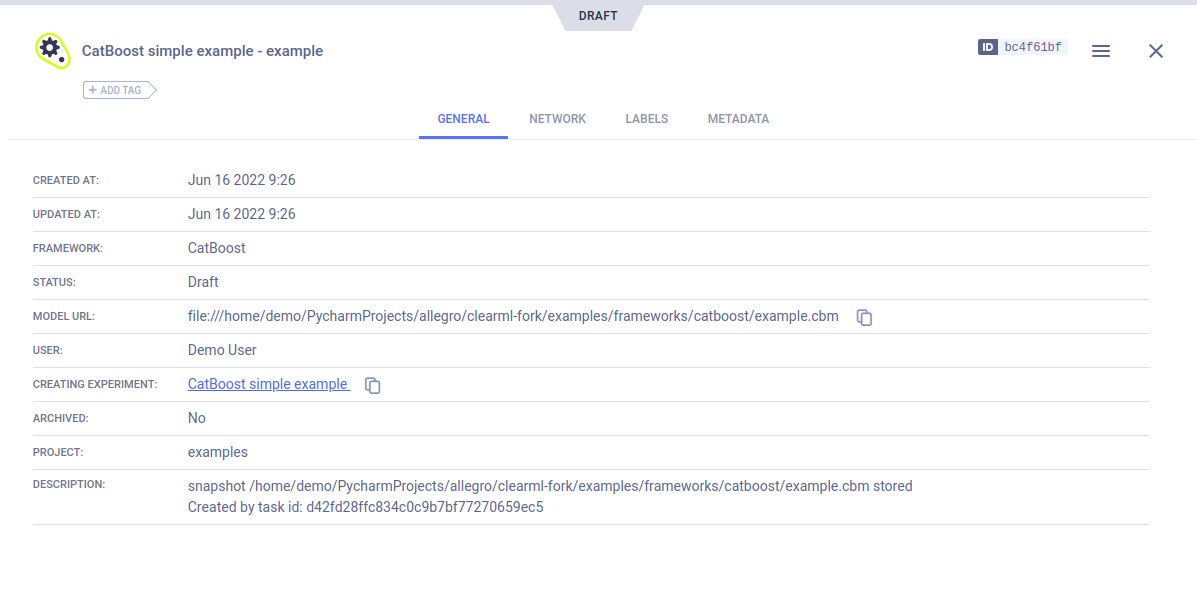 DRAFT
CatBoost simple example - example
ID bc4f61bf
+ ADD TAG
GENERAL NETWORK LABELS METADATA
CREATED AT: Jun 16 2022 9:26
UPDATED AT: Jun 16 2022 9:26
FRAMEWORK: CatBoost
STATUS: Draft
MODEL URL: file:///home/demo/PycharmProjects/allegro/clearml-fork/examples/frameworks/catboost/example.cbm
USER: Demo User
CREATING EXPERIMENT: CatBoost simple example
ARCHIVED: No
PROJECT: examples
DESCRIPTION: snapshot /home/demo/PycharmProjects/allegro/clearml-fork/examples/frameworks/catboost/example.cbm stored
Created by task id: d42fd28ffc834c0c9b7bf77270659ec5